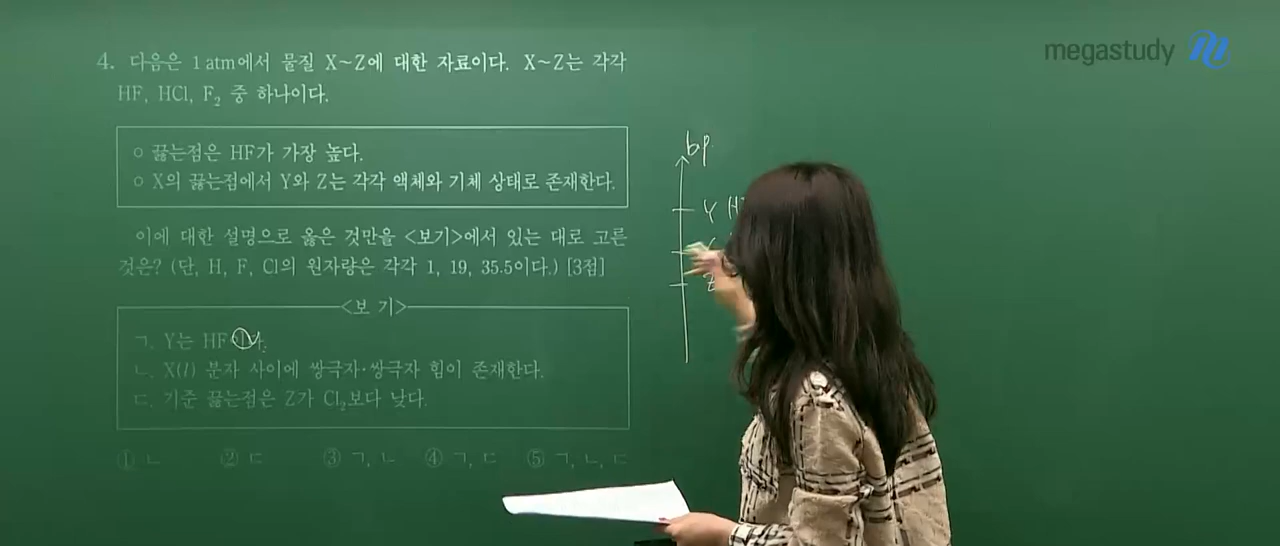 megastudy
4. 다음은 1 atm에서 물질 X~Z에 대한 자료이다. X~Z는 각각
HF, HCl, F₂ 중 하나이다.
○ 끓는점은 HF가 가장 높다.
○ X의 끓는점에서 Y와 Z는 각각 액체와 기체 상태로 존재한다.
이에 대한 설명으로 옳은 것만을 <보기>에서 있는 대로 고른
것은? (단, H, F, Cl의 원자량은 각각 1, 19, 35.5이다.) [3점]
<보 기>
ㄱ. Y는 HF이다.
ㄴ. X(l) 분자 사이에 쌍극자·쌍극자 힘이 존재한다.
ㄷ. 기준 끓는점은 Z가 Cl₂보다 낮다.
① ㄴ ② ㄷ ③ ㄱ, ㄴ ④ ㄱ, ㄷ ⑤ ㄱ, ㄴ, ㄷ
bp
Y H
Z